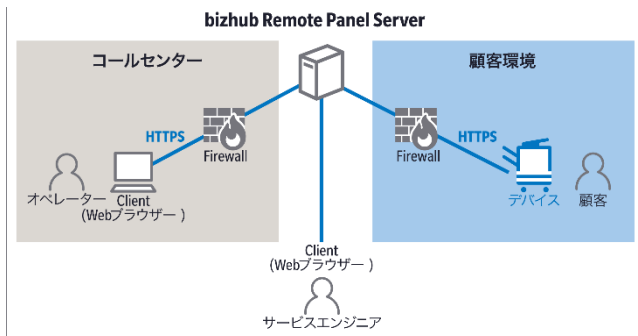 bizhub Remote Panel Server
コールセンター
顧客環境
HTTPS
Firewall
Firewall
HTTPS
オペレーター
Client
(Webブラウザー )
デバイス
顧客
Client
(Webブラウザー )
サービスエンジニア